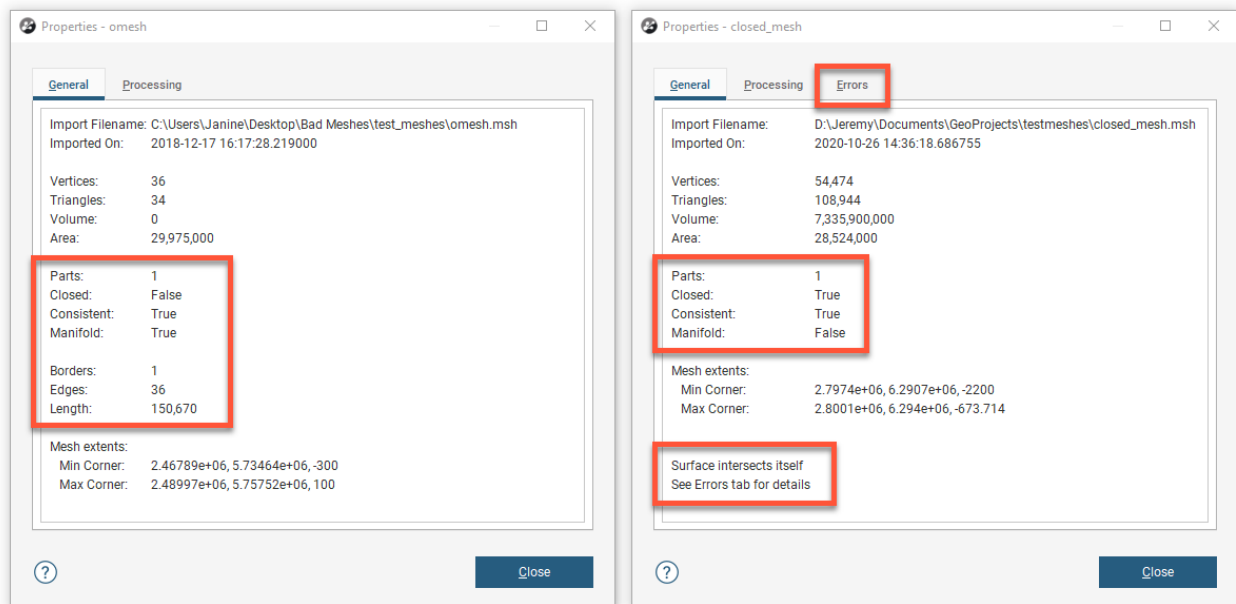 Properties - omesh
General Processing
Import Filename: C:\Users\Janine\Desktop\Bad Meshes\test_meshes\omesh.msh
Imported On: 2018-12-17 16:17:28.219000
Vertices: 36
Triangles: 34
Volume: 0
Area: 29,975,000
Parts: 1
Closed: False
Consistent: True
Manifold: True
Borders: 1
Edges: 36
Length: 150,670
Mesh extents:
Min Corner: 2.46789e+06, 5.73464e+06, -300
Max Corner: 2.48997e+06, 5.75752e+06, 100
?
Close
Properties - closed_mesh
General Processing Errors
Import Filename: D:\Jeremy\Documents\GeoProjects\testmeshes\closed_mesh.msh
Imported On: 2020-10-26 14:36:18.686755
Vertices: 54,474
Triangles: 108,944
Volume: 7,335,900,000
Area: 28,524,000
Parts: 1
Closed: True
Consistent: True
Manifold: False
Mesh extents:
Min Corner: 2.7974e+06, 6.2907e+06, -2200
Max Corner: 2.8001e+06, 6.294e+06, -673.714
Surface intersects itself
See Errors tab for details
?
Close